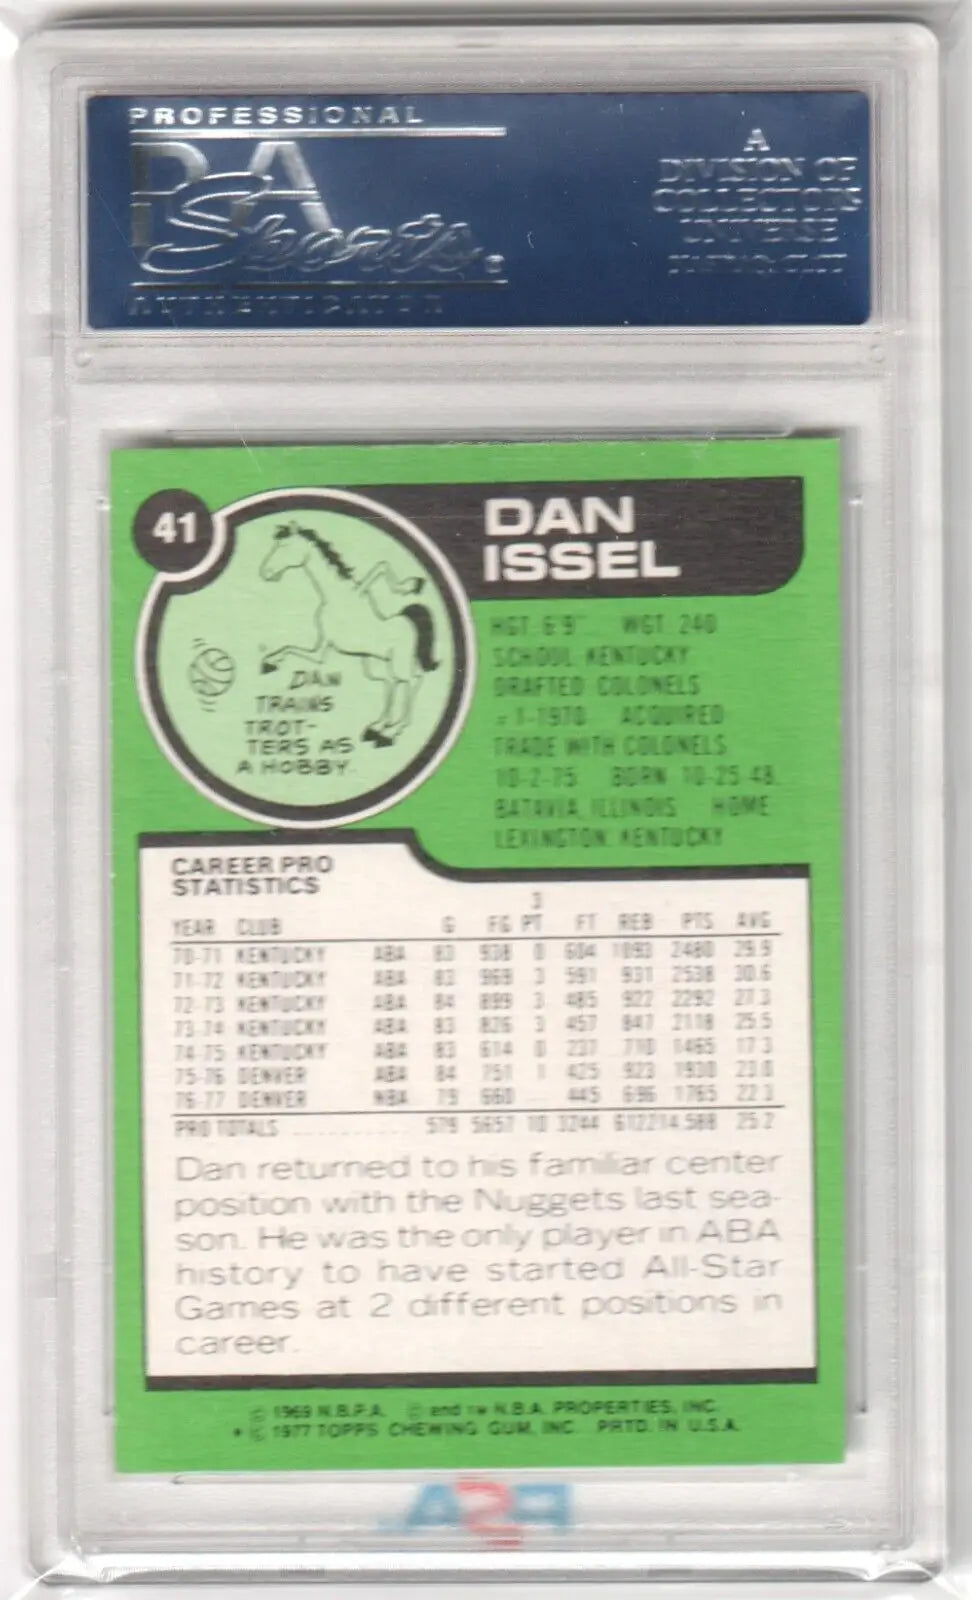 PROFESSIONAL
PSA
Sports
AUTHENTICATOR
A
DIVISION OF
COLLECTORS
UNIVERSE
NASDAQ: CLCT
41
DAN
ISSEL
DAN
TRAINS
TROT-
TERS AS
A HOBBY.
HGT 6'9" WGT 240
SCHOOL KENTUCKY
DRAFTED COLONELS
=1-1970 ACQUIRED
TRADE WITH COLONELS
10-2-75 BORN 10-25-48
BATAVIA, ILLINOIS HOME
LEXINGTON KENTUCKY
CAREER PRO
STATISTICS
YEAR CLUB G FG 3 PT FT REB PTS AVG
70-71 KENTUCKY ABA 83 938 0 604 1093 2480 29.9
71-72 KENTUCKY ABA 83 969 3 591 931 2538 30.6
72-73 KENTUCKY ABA 84 899 3 485 922 2292 27.3
73-74 KENTUCKY ABA 83 826 3 457 847 2118 25.5
74-75 KENTUCKY ABA 83 614 0 237 710 1465 17.3
75-76 DENVER ABA 84 751 1 425 923 1930 23.0
76-77 DENVER NBA 79 660 445 696 1765 22.3
PRO TOTALS 579 5657 10 3244 6122 14,588 25.2
Dan returned to his familiar center
position with the Nuggets last sea-
son. He was the only player in ABA
history to have started All-Star
Games at 2 different positions in
career.
© 1969 N.B.P.A. © and TM N.B.A. PROPERTIES, INC.
* © 1977 TOPPS CHEWING GUM, INC. PRTD. IN U.S.A.
PSA